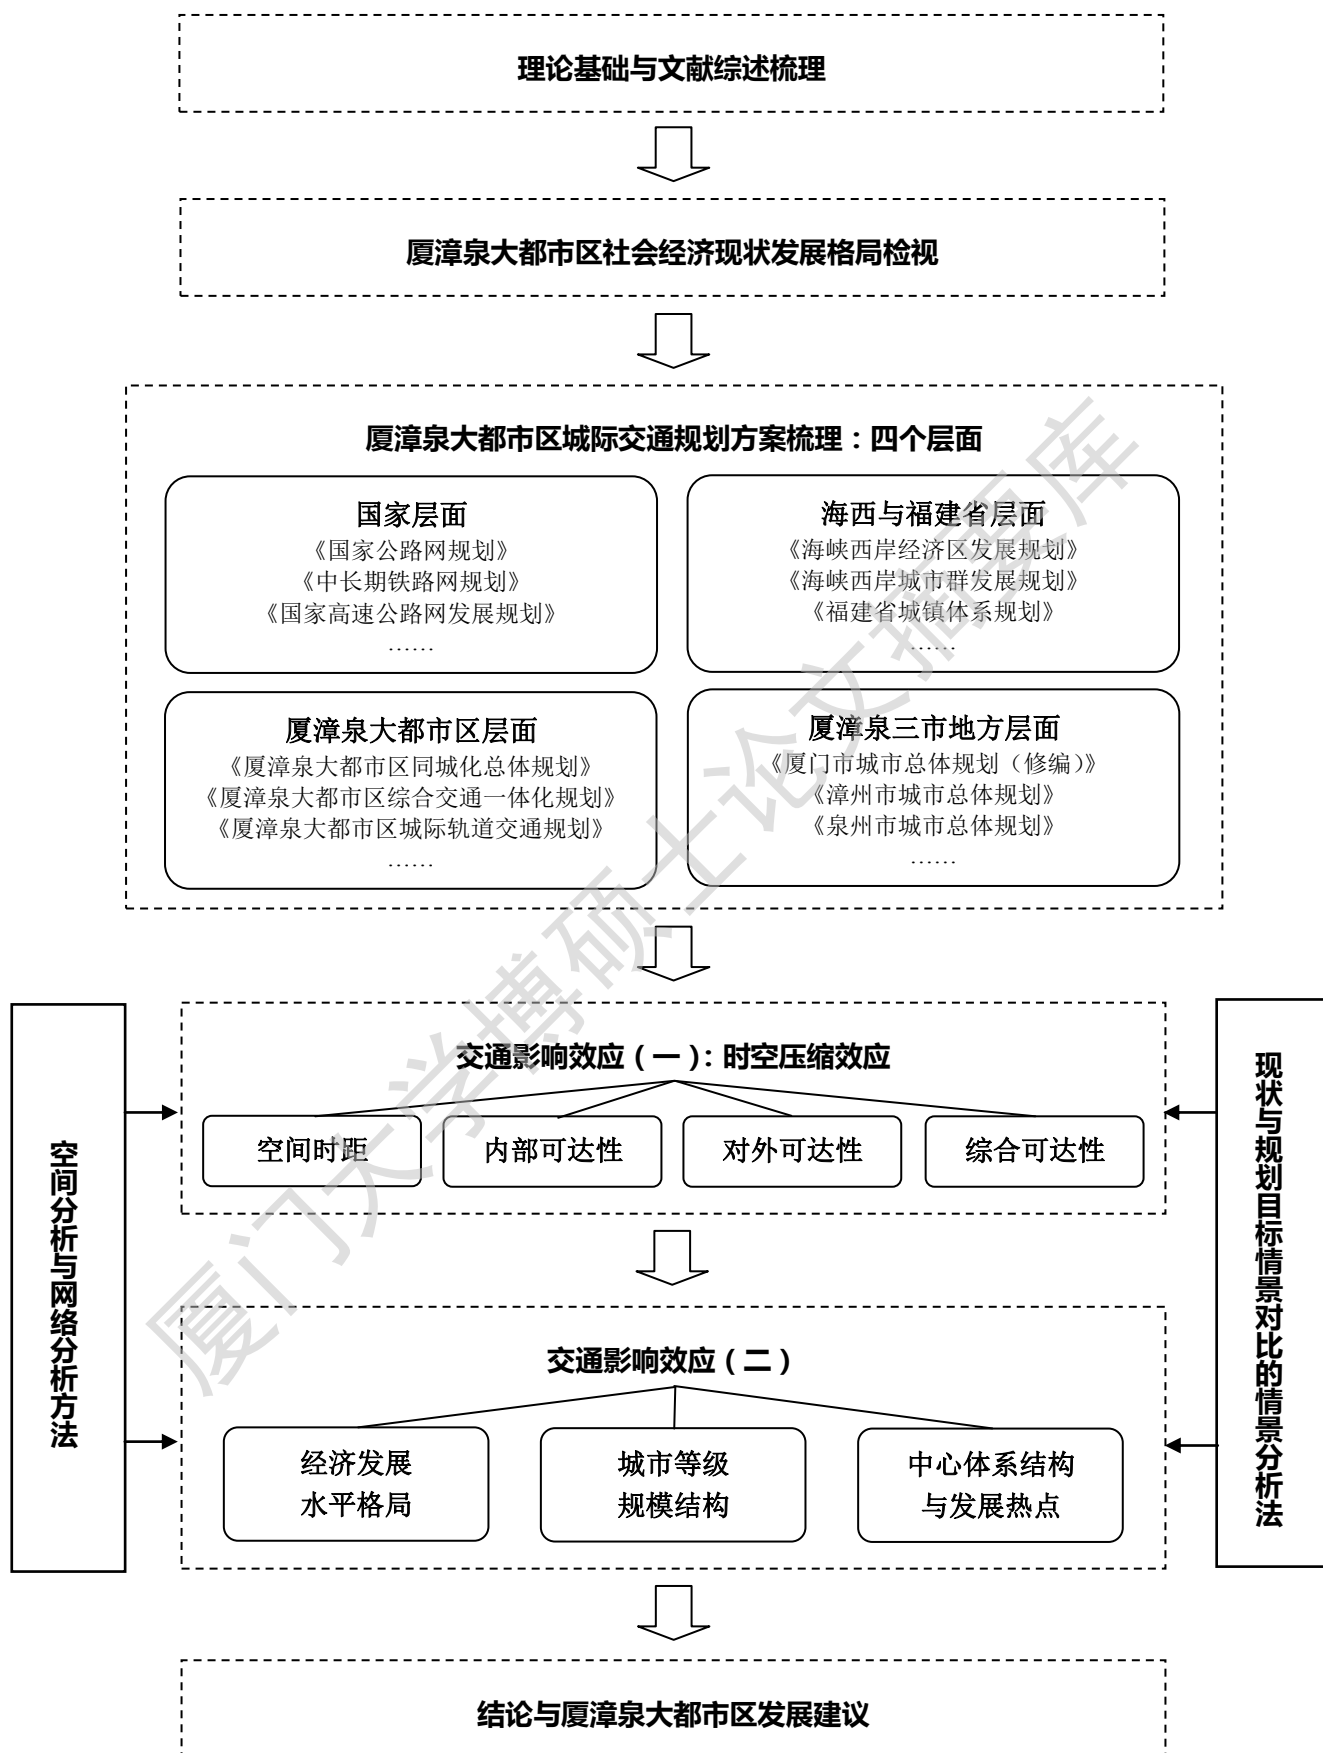 理论基础与文献综述梳理
厦漳泉大都市区社会经济现状发展格局检视
厦漳泉大都市区城际交通规划方案梳理：四个层面
国家层面
《国家公路网规划》
《中长期铁路网规划》
《国家高速公路网发展规划》
……
海西与福建省层面
《海峡西岸经济区发展规划》
《海峡西岸城市群发展规划》
《福建省城镇体系规划》
……
厦漳泉大都市区层面
《厦漳泉大都市区同城化总体规划》
《厦漳泉大都市区综合交通一体化规划》
《厦漳泉大都市区城际轨道交通规划》
……
厦漳泉三市地方层面
《厦门市城市总体规划（修编）》
《漳州市城市总体规划》
《泉州市城市总体规划》
……
空间分析与网络分析方法
交通影响效应（一）：时空压缩效应
空间时距
内部可达性
对外可达性
综合可达性
交通影响效应（二）
经济发展
水平格局
城市等级
规模结构
中心体系结构
与发展热点
现状与规划目标情景对比的情景分析法
结论与厦漳泉大都市区发展建议
厦门大学博硕士论文摘要库